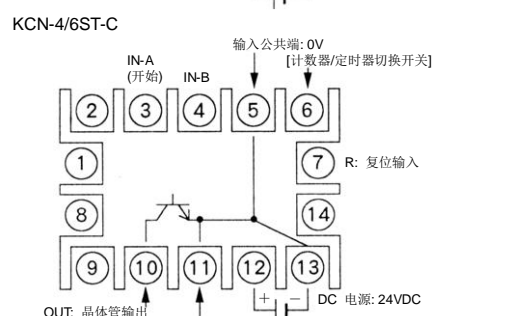 KCN-4/6ST-C
输入公共端: 0V
[计数器/定时器切换开关]
IN-A
(开始)
IN-B
2 3 4 5 6
1 7 R: 复位输入
8 14
9 10 11 12 13
+ −
DC 电源: 24VDC
OUT: 晶体管输出